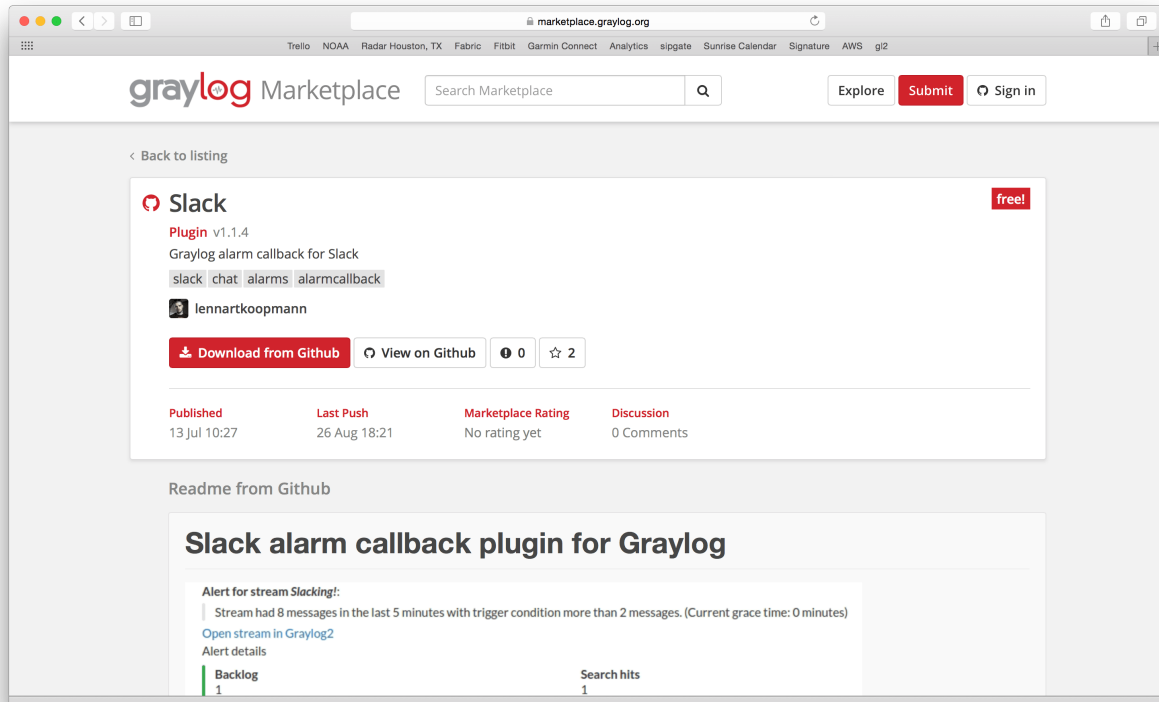 marketplace.graylog.org
Trello NOAA Radar Houston, TX Fabric Fitbit Garmin Connect Analytics sipgate Sunrise Calendar Signature AWS gl2
graylog Marketplace Search Marketplace Explore Submit Sign in
Back to listing
Slack free!
Plugin v1.1.4
Graylog alarm callback for Slack
slack chat alarms alarmcallback
lennartkoopmann
Download from Github View on Github 0 2
Published Last Push Marketplace Rating Discussion
13 Jul 10:27 26 Aug 18:21 No rating yet 0 Comments
Readme from Github
Slack alarm callback plugin for Graylog
Alert for stream Slacking!:
Stream had 8 messages in the last 5 minutes with trigger condition more than 2 messages. (Current grace time: 0 minutes)
Open stream in Graylog2
Alert details
Backlog Search hits
1 1